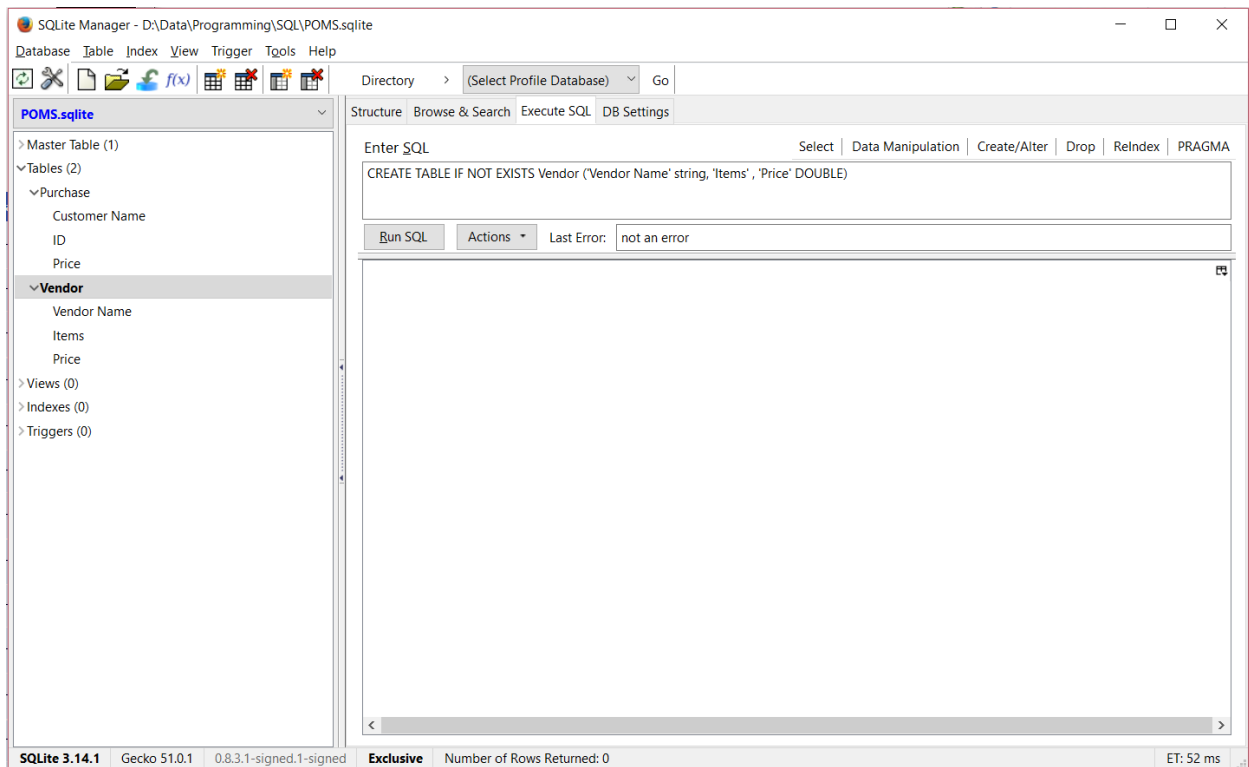 SQLite Manager - D:\Data\Programming\SQL\POMS.sqlite
Database Table Index View Trigger Tools Help
f(x) Directory > (Select Profile Database) Go
POMS.sqlite
Structure Browse & Search Execute SQL DB Settings
Master Table (1)
Tables (2)
Purchase
Customer Name
ID
Price
Vendor
Vendor Name
Items
Price
Views (0)
Indexes (0)
Triggers (0)
Enter SQL Select Data Manipulation Create/Alter Drop ReIndex PRAGMA
CREATE TABLE IF NOT EXISTS Vendor ('Vendor Name' string, 'Items' , 'Price' DOUBLE)
Run SQL Actions Last Error: not an error
SQLite 3.14.1 Gecko 51.0.1 0.8.3.1-signed.1-signed Exclusive Number of Rows Returned: 0 ET: 52 ms